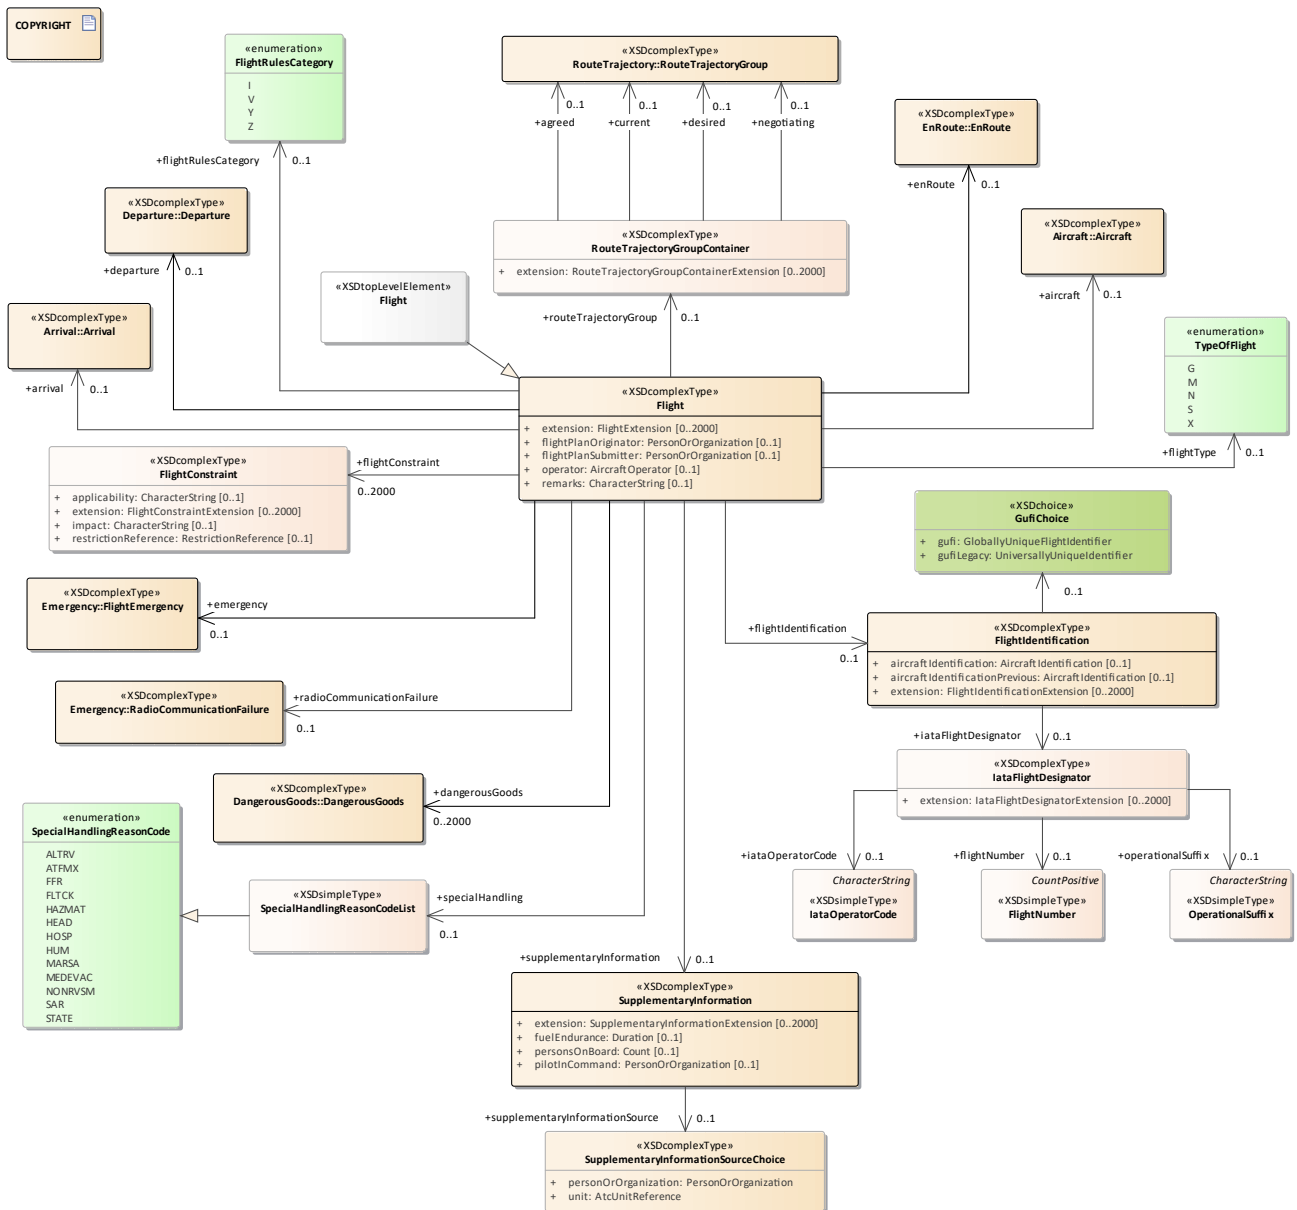 COPYRIGHT
«enumeration»
FlightRulesCategory
I
V
Y
Z
+flightRulesCategory
0..1
«XSDcomplexType»
RouteTrajectory::RouteTrajectoryGroup
0..1
0..1
0..1
0..1
+agreed
+current
+desired
+negotiating
«XSDcomplexType»
EnRoute::EnRoute
+enRoute
0..1
«XSDcomplexType»
Departure::Departure
+departure
0..1
«XSDcomplexType»
RouteTrajectoryGroupContainer
+ extension: RouteTrajectoryGroupContainerExtension [0..2000]
+routeTrajectoryGroup
0..1
«XSDcomplexType»
Aircraft::Aircraft
+aircraft
0..1
«XSDtopLevelElement»
Flight
«XSDcomplexType»
Arrival::Arrival
+arrival
0..1
«enumeration»
TypeOfFlight
G
M
N
S
X
+flightType
0..1
«XSDcomplexType»
Flight
+ extension: FlightExtension [0..2000]
+ flightPlanOriginator: PersonOrOrganization [0..1]
+ flightPlanSubmitter: PersonOrOrganization [0..1]
+ operator: AircraftOperator [0..1]
+ remarks: CharacterString [0..1]
«XSDcomplexType»
FlightConstraint
+ applicability: CharacterString [0..1]
+ extension: FlightConstraintExtension [0..2000]
+ impact: CharacterString [0..1]
+ restrictionReference: RestrictionReference [0..1]
+flightConstraint
0..2000
«XSDchoice»
GufiChoice
+ gufi: GloballyUniqueFlightIdentifier
+ gufiLegacy: UniversallyUniqueIdentifier
0..1
«XSDcomplexType»
Emergency::FlightEmergency
+emergency
0..1
+flightIdentification
0..1
«XSDcomplexType»
FlightIdentification
+ aircraftIdentification: AircraftIdentification [0..1]
+ aircraftIdentificationPrevious: AircraftIdentification [0..1]
+ extension: FlightIdentificationExtension [0..2000]
«XSDcomplexType»
Emergency::RadioCommunicationFailure
+radioCommunicationFailure
0..1
+iataFlightDesignator
0..1
«XSDcomplexType»
IataFlightDesignator
+ extension: IataFlightDesignatorExtension [0..2000]
«XSDcomplexType»
DangerousGoods::DangerousGoods
+dangerousGoods
0..2000
+iataOperatorCode
0..1
+flightNumber
0..1
+operationalSuffix
0..1
CharacterString
«XSDsimpleType»
IataOperatorCode
CountPositive
«XSDsimpleType»
FlightNumber
CharacterString
«XSDsimpleType»
OperationalSuffix
«enumeration»
SpecialHandlingReasonCode
ALTRV
ATFMX
FFR
FLTCK
HAZMAT
HEAD
HOSP
HUM
MARSA
MEDEVAC
NONRVSM
SAR
STATE
«XSDsimpleType»
SpecialHandlingReasonCodeList
+specialHandling
0..1
+supplementaryInformation
0..1
«XSDcomplexType»
SupplementaryInformation
+ extension: SupplementaryInformationExtension [0..2000]
+ fuelEndurance: Duration [0..1]
+ personsOnBoard: Count [0..1]
+ pilotInCommand: PersonOrOrganization [0..1]
+supplementaryInformationSource
0..1
«XSDcomplexType»
SupplementaryInformationSourceChoice
+ personOrOrganization: PersonOrOrganization
+ unit: AtcUnitReference